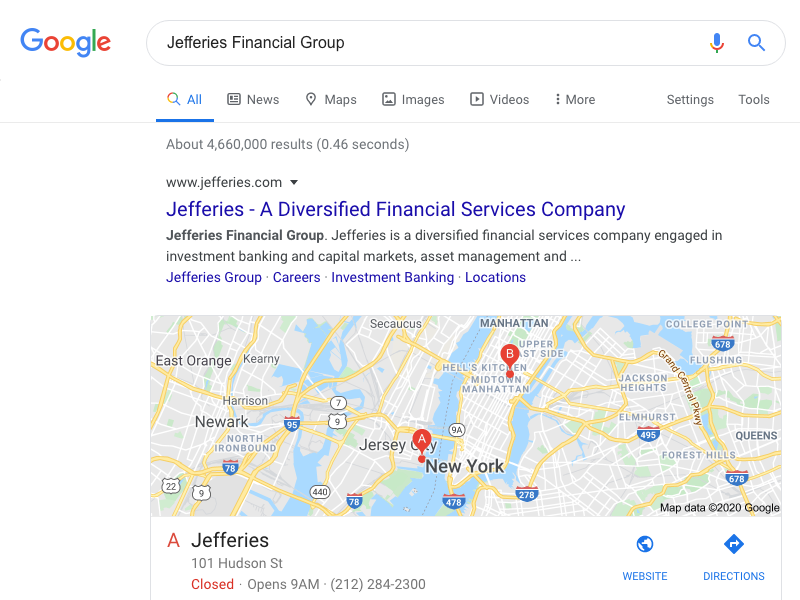 Google
Jefferies Financial Group
All News Maps Images Videos More Settings Tools
About 4,660,000 results (0.46 seconds)
www.jefferies.com
Jefferies - A Diversified Financial Services Company
Jefferies Financial Group. Jefferies is a diversified financial services company engaged in
investment banking and capital markets, asset management and ...
Jefferies Group · Careers · Investment Banking · Locations
Secaucus
MANHATTAN
COLLEGE POINT
678
East Orange
Kearny
B
UPPER
EAST SIDE
FLUSHING
Grand Central Pkwy
HELL'S KITCHEN
MIDTOWN
MANHATTAN
JACKSON
HEIGHTS
Harrison
7
9
Newark
95
9A
ELMHURST
495
QUEENS
NORTH
IRONBOUND
Jersey City
A
New York
FOREST HILLS
78
22
9
440
78
478
278
678
Map data ©2020 Google
A Jefferies
101 Hudson St
Closed · Opens 9AM · (212) 284-2300
WEBSITE
DIRECTIONS